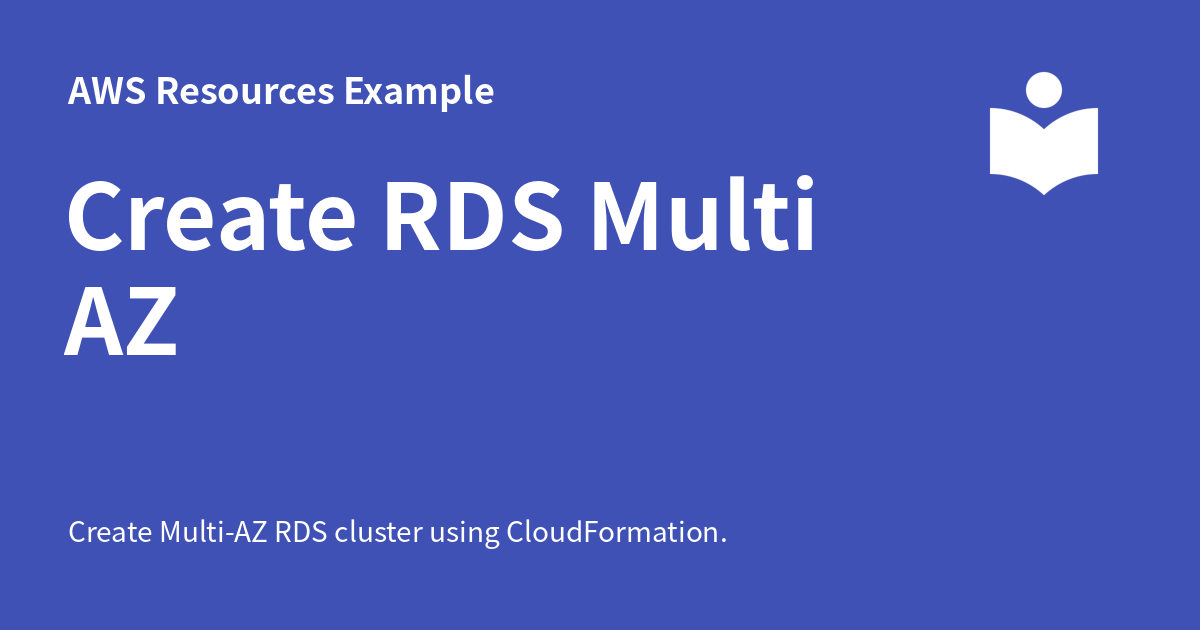 AWS Resources Example
Create RDS Multi
AZ
Create Multi-AZ RDS cluster using CloudFormation.